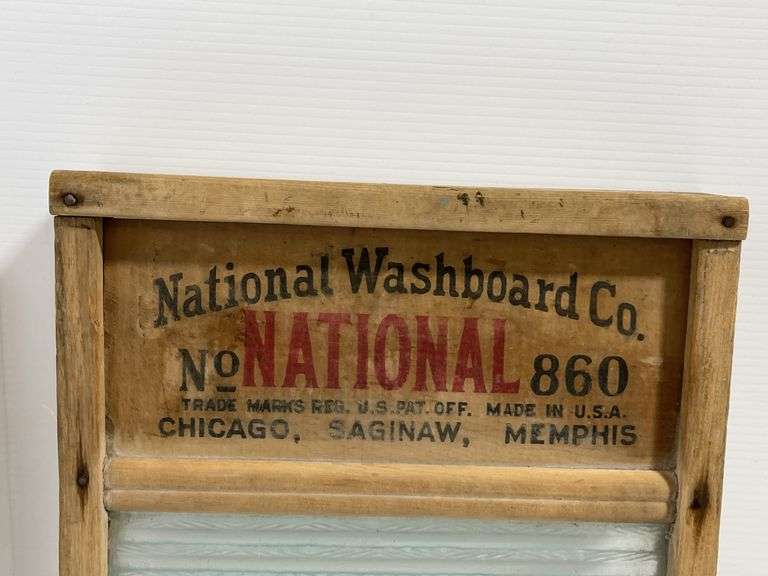 National Washboard Co.
No NATIONAL 860
TRADE MARKS REG. U.S. PAT. OFF. MADE IN U.S.A.
CHICAGO, SAGINAW, MEMPHIS